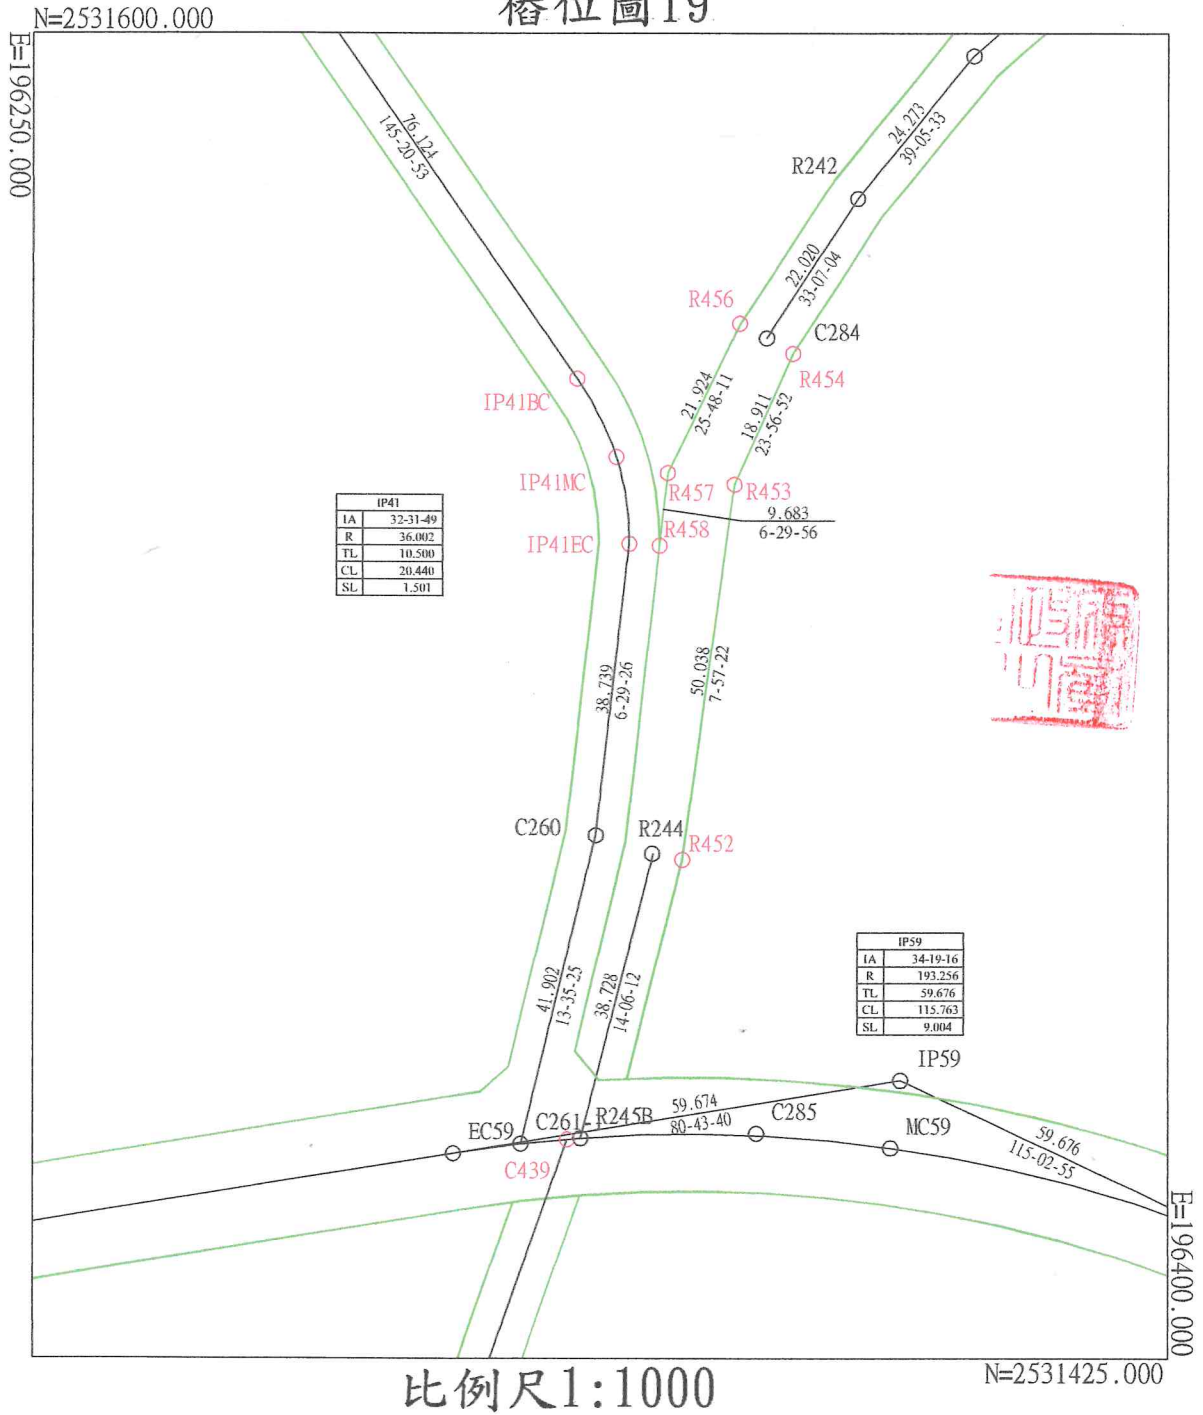 樁位圖19
N=2531600.000
E=196250.000
76.124
145-20-53
24.273
39-05-33
R242
22.020
33-07-04
R456
C284
R454
IP41BC
21.924
25-48-11
18.911
23-56-52
IP41MC
R457
R453
9.683
6-29-56
IP41EC
R458
IP41
IA 32-31-49
R 36.002
TL 10.500
CL 20.440
SL 1.501
38.739
6-29-26
50.038
7-57-22
C260
R244
R452
41.902
13-35-25
38.728
14-06-12
IP59
IA 34-19-16
R 193.256
TL 59.676
CL 115.763
SL 9.004
IP59
59.674
80-43-40
EC59
C261
R245B
C285
MC59
C439
59.676
115-02-55
E=196400.000
N=2531425.000
比例尺1:1000